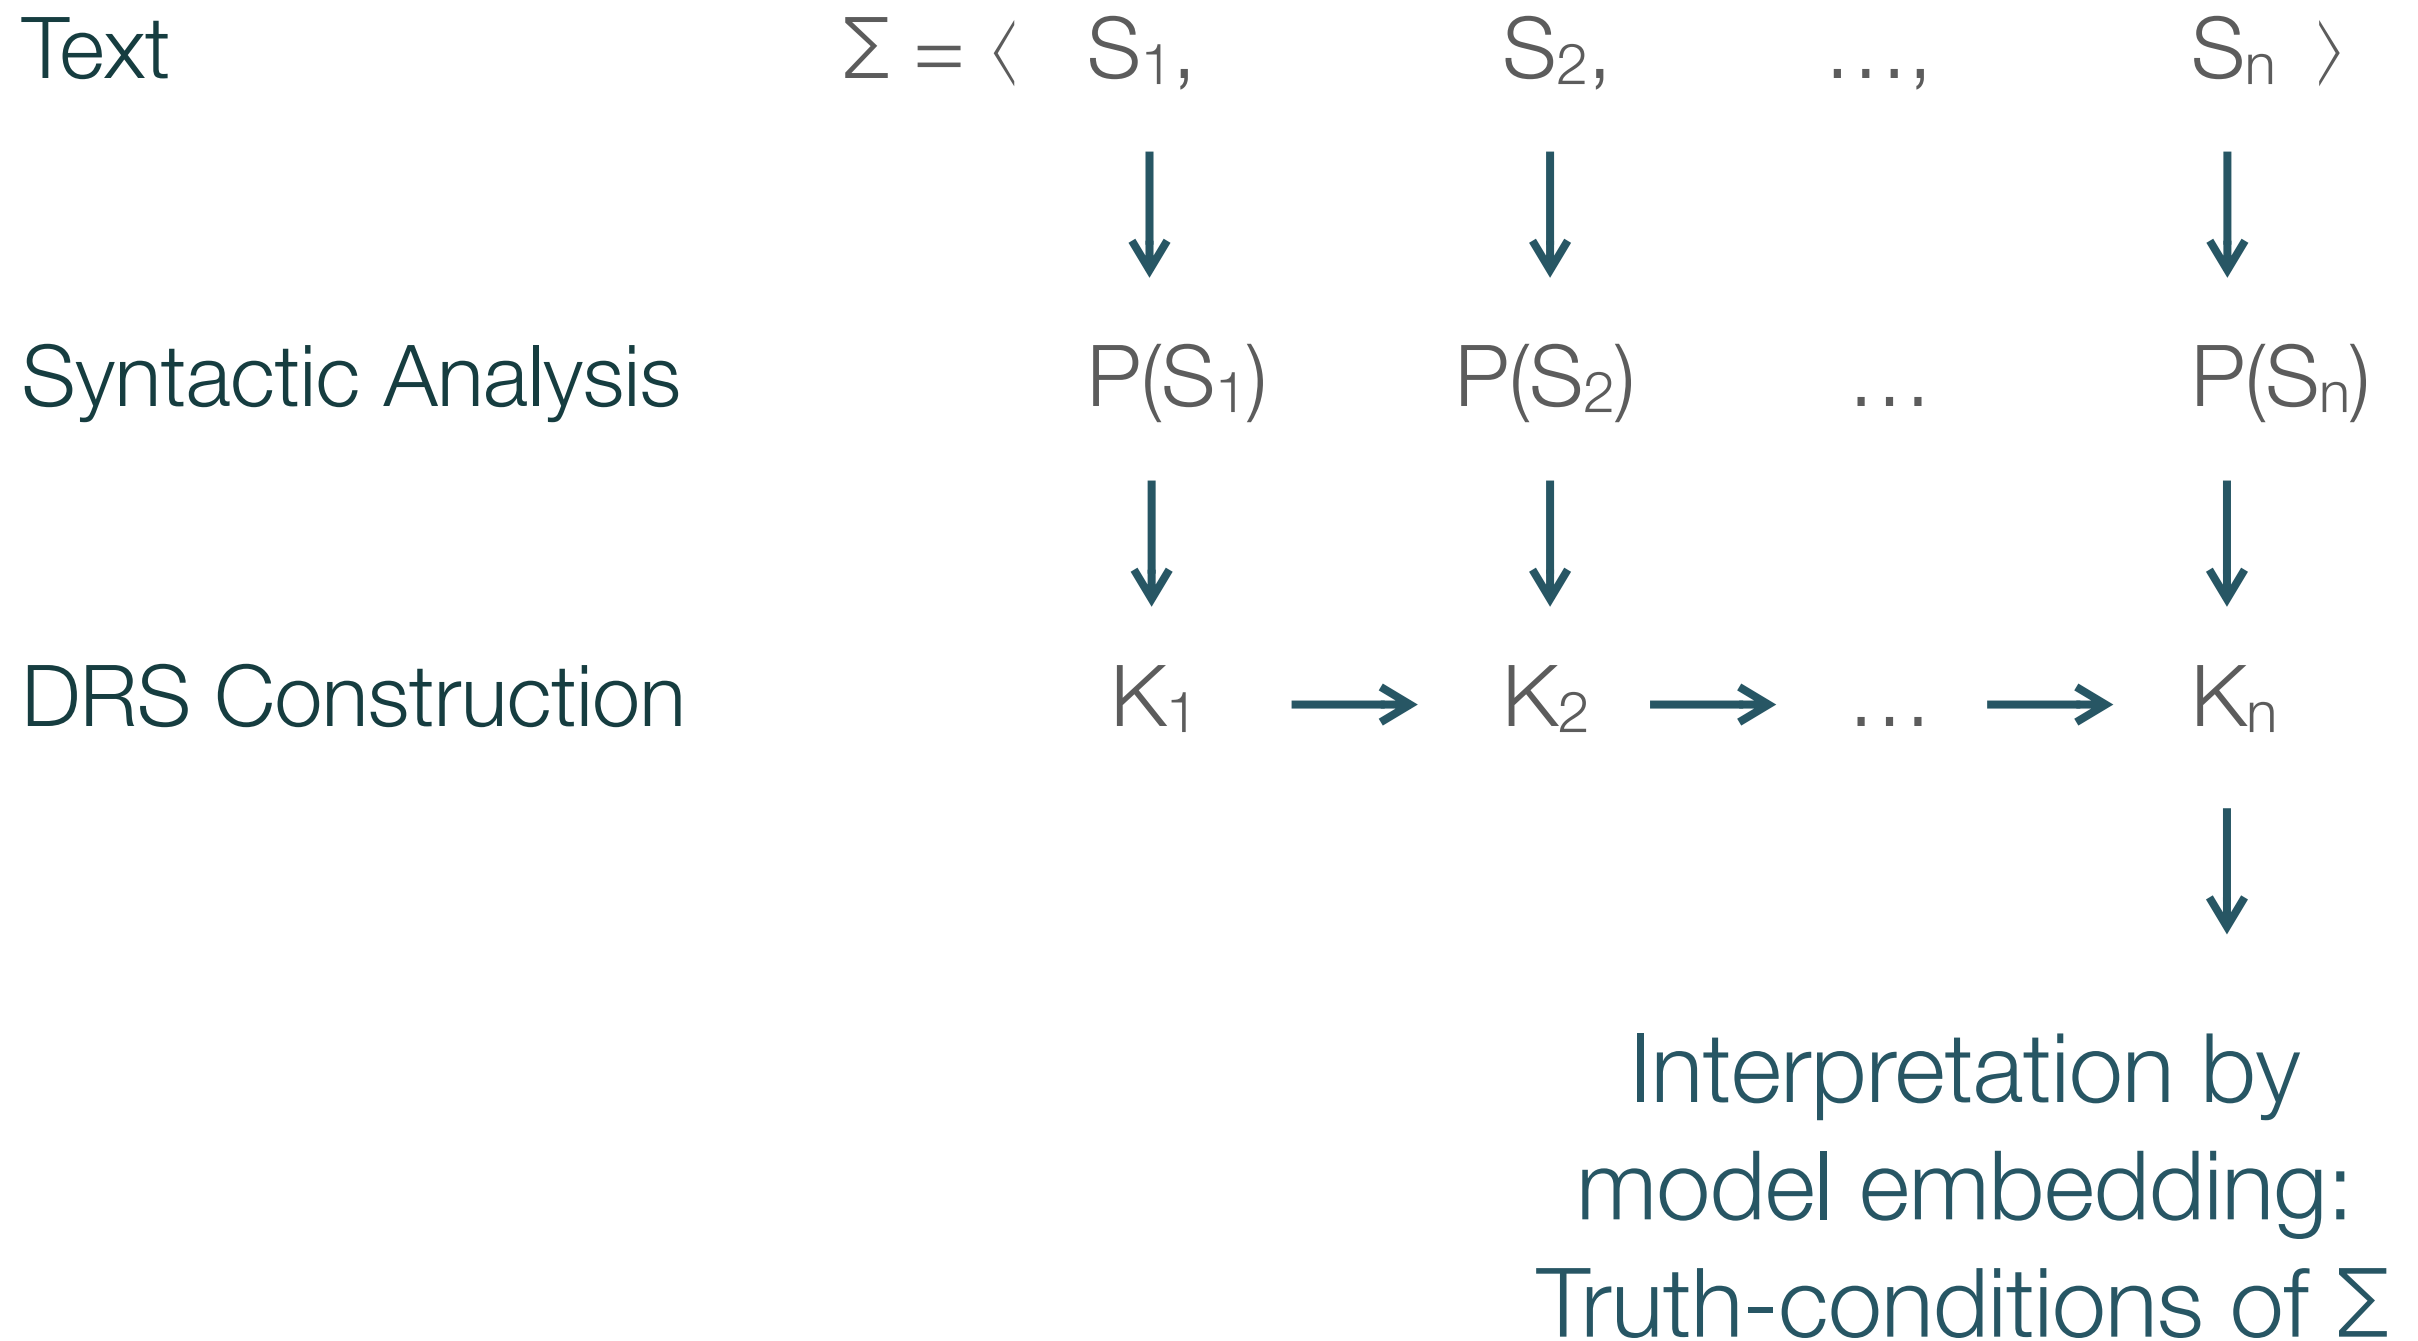 Text Σ = ⟨ S₁, S₂, …, Sₙ ⟩
Syntactic Analysis P(S₁) P(S₂) … P(Sₙ)
DRS Construction K₁ → K₂ → … → Kₙ
Interpretation by
model embedding:
Truth-conditions of Σ